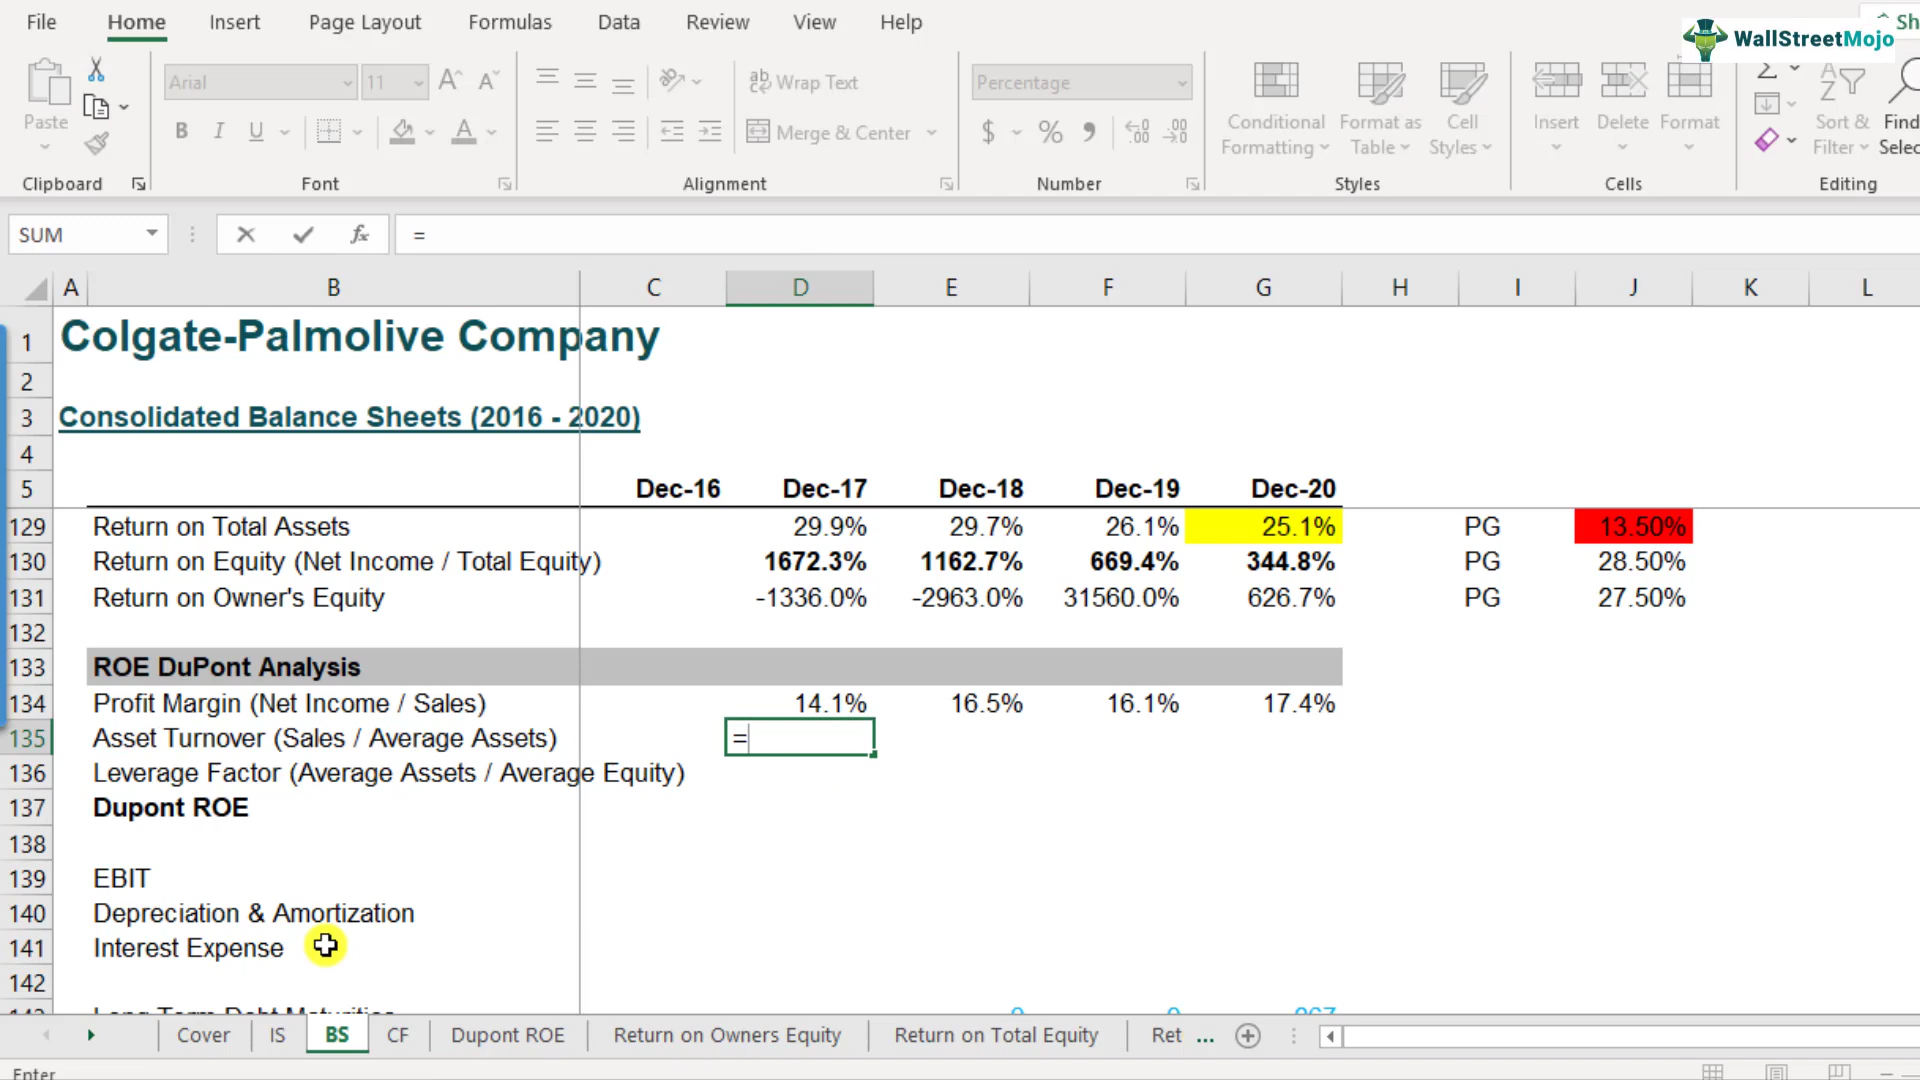 File Home Insert Page Layout Formulas Data Review View Help Sh
WallStreetMojo
Arial 11 Wrap Text Percentage
Paste B I U Merge & Center $ % Conditional Formatting Format as Table Cell Styles Insert Delete Format Sort & Filter Find
Clipboard Font Alignment Number Styles Cells Editing
SUM fx =
A B C D E F G H I J K L
1 Colgate-Palmolive Company
2
3 Consolidated Balance Sheets (2016 - 2020)
4
5 Dec-16 Dec-17 Dec-18 Dec-19 Dec-20
129 Return on Total Assets 29.9% 29.7% 26.1% 25.1% PG 13.50%
130 Return on Equity (Net Income / Total Equity) 1672.3% 1162.7% 669.4% 344.8% PG 28.50%
131 Return on Owner's Equity -1336.0% -2963.0% 31560.0% 626.7% PG 27.50%
132
133 ROE DuPont Analysis
134 Profit Margin (Net Income / Sales) 14.1% 16.5% 16.1% 17.4%
135 Asset Turnover (Sales / Average Assets) =
136 Leverage Factor (Average Assets / Average Equity)
137 Dupont ROE
138
139 EBIT
140 Depreciation & Amortization
141 Interest Expense
142
Cover IS BS CF Dupont ROE Return on Owners Equity Return on Total Equity Ret ...
Enter